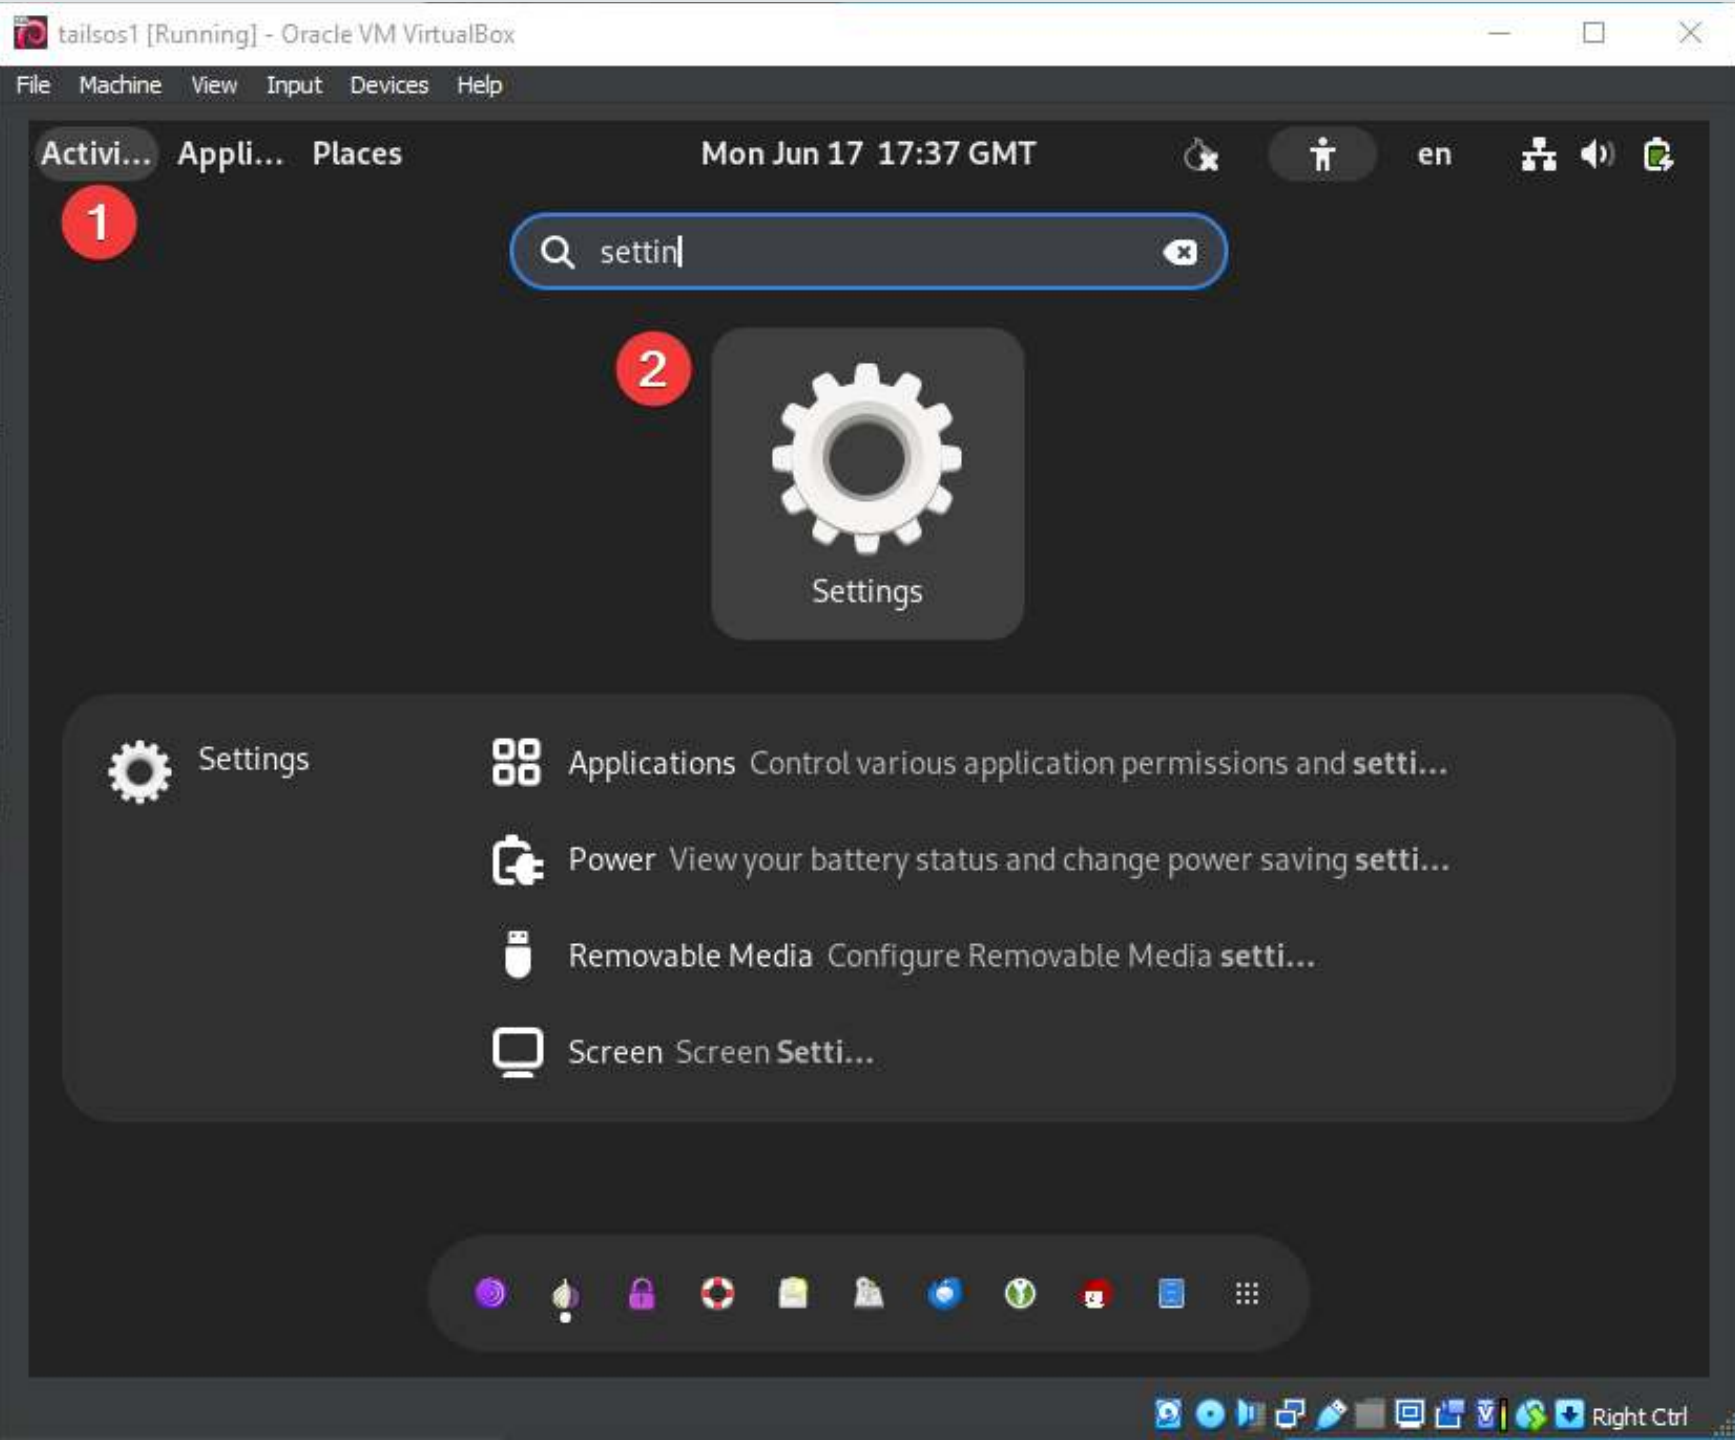 tailsos1 [Running] - Oracle VM VirtualBox
File Machine View Input Devices Help
Activi... Appli... Places Mon Jun 17 17:37 GMT en
1
settin
2
Settings
Settings
Applications Control various application permissions and setti...
Power View your battery status and change power saving setti...
Removable Media Configure Removable Media setti...
Screen Screen Setti...
Right Ctrl